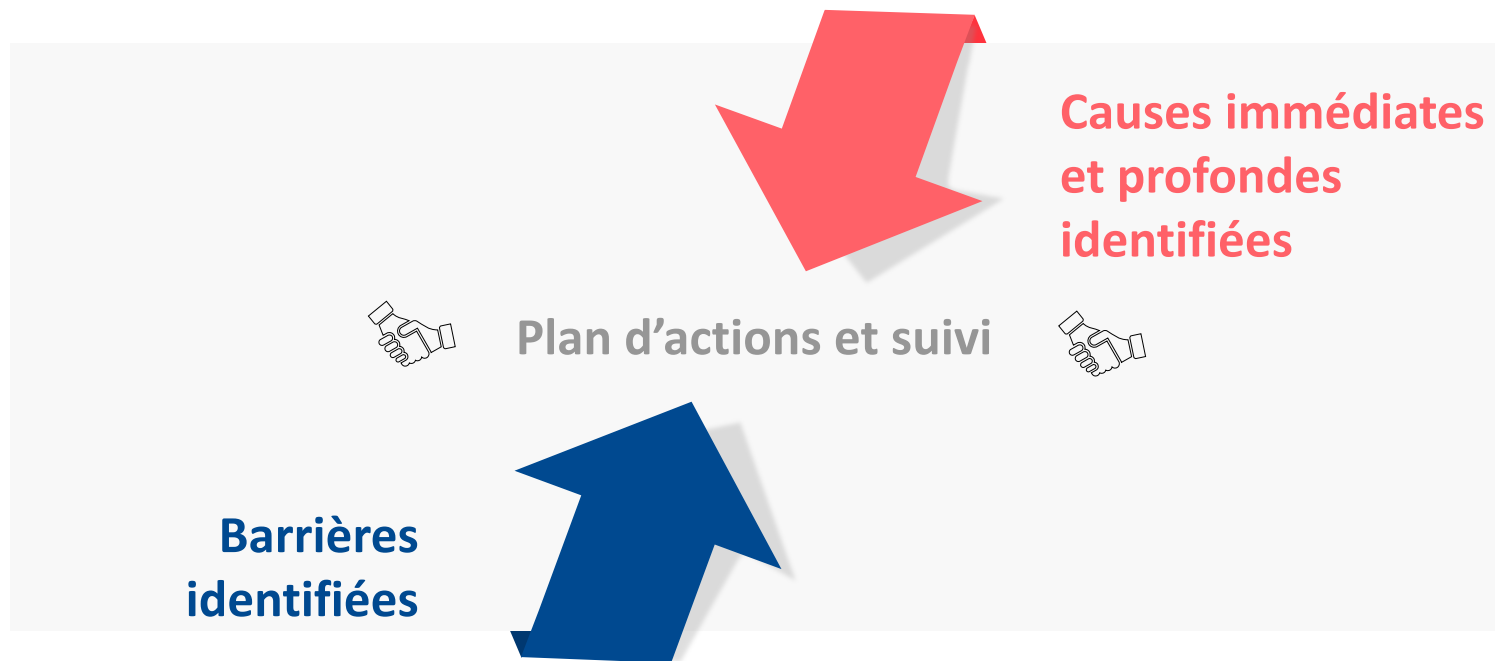 Causes immédiates
et profondes
identifiées
Plan d’actions et suivi
Barrières
identifiées